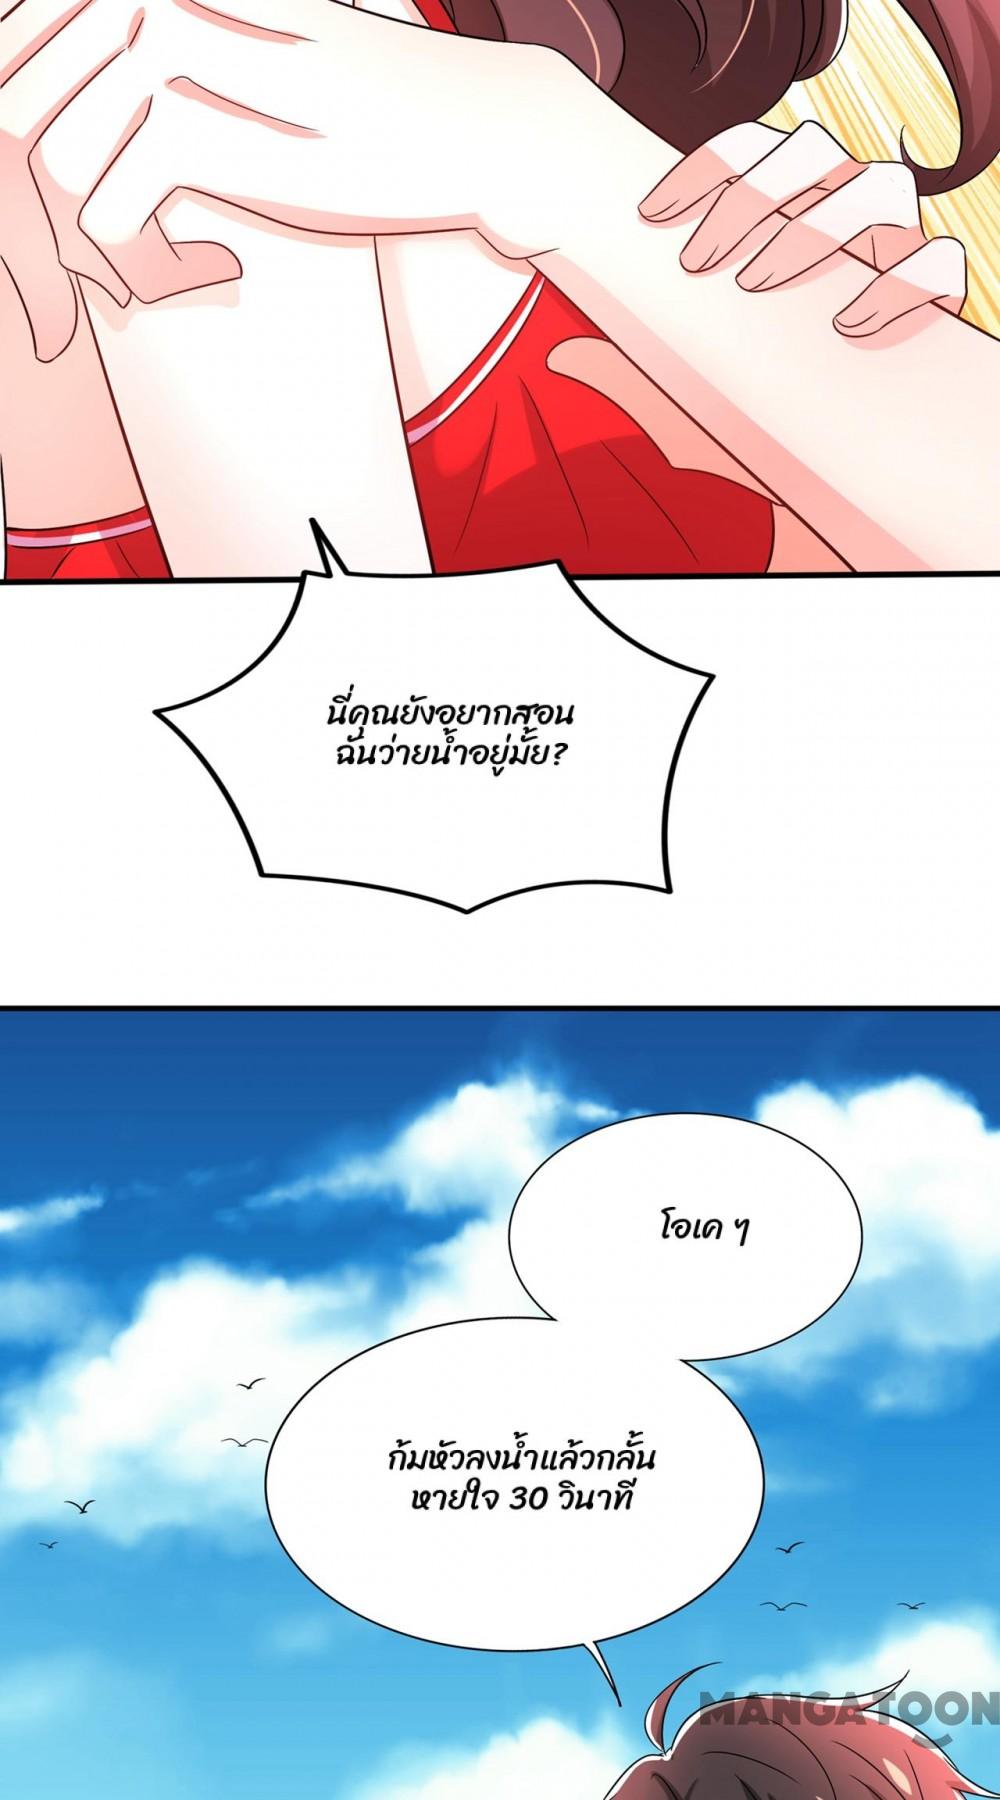 นี่คุณยังอยากสอน
ฉันว่ายน้ำอยู่มั้ย?
โอเค ๆ
ก้มหัวลงน้ำแล้วกลั้น
หายใจ 30 วินาที
MANGATOON